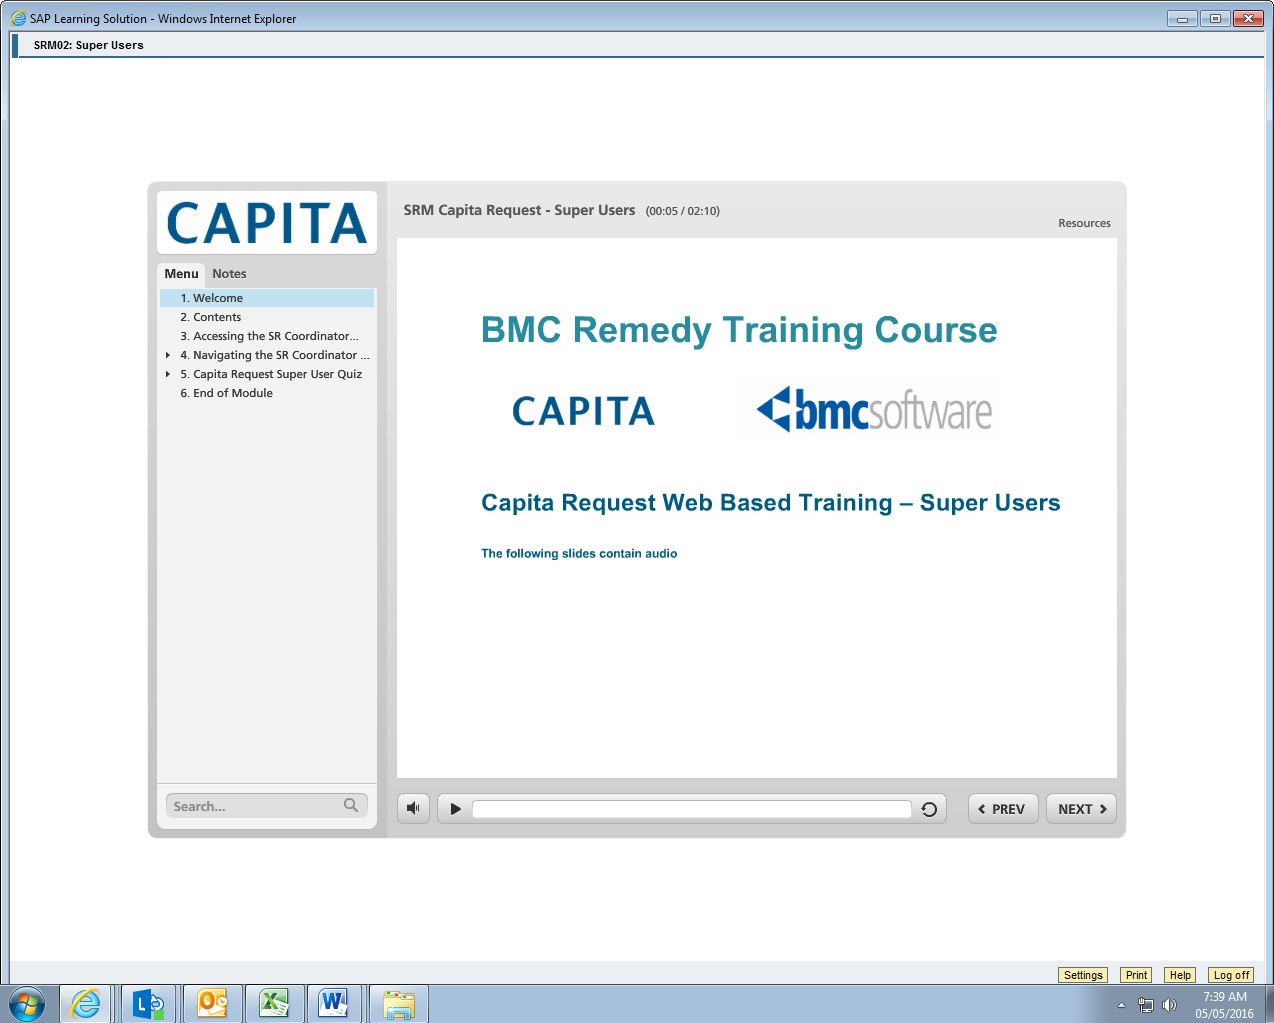 SAP Learning Solution - Windows Internet Explorer
SRM02: Super Users
CAPITA
SRM Capita Request - Super Users (00:05 / 02:10)
Resources
Menu Notes
1. Welcome
2. Contents
3. Accessing the SR Coordinator...
4. Navigating the SR Coordinator ...
5. Capita Request Super User Quiz
6. End of Module
BMC Remedy Training Course
CAPITA bmcsoftware
Capita Request Web Based Training – Super Users
The following slides contain audio
Search...
PREV NEXT
Settings Print Help Log off
7:39 AM
05/05/2016